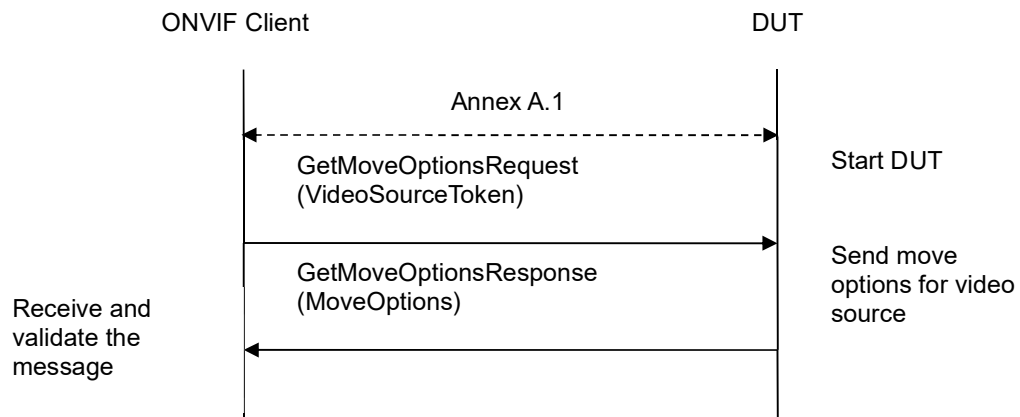 ONVIF Client
DUT
Annex A.1
GetMoveOptionsRequest
(VideoSourceToken)
Start DUT
GetMoveOptionsResponse
(MoveOptions)
Send move
options for video
source
Receive and
validate the
message